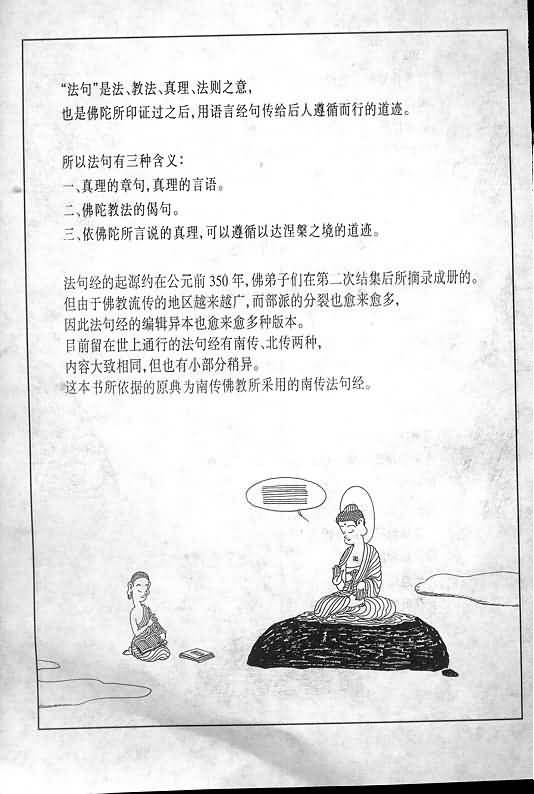 “法句”是法、教法、真理、法则之意，
也是佛陀所印证过之后，用语言经句传给后人遵循而行的道迹。
所以法句有三种含义：
一、真理的章句，真理的言语。
二、佛陀教法的偈句。
三、依佛陀所言说的真理，可以遵循以达涅槃之境的道迹。
法句经的起源约在公元前 350 年，佛弟子们在第二次结集后所摘录成册的。
但由于佛教流传的地区越来越广，而部派的分裂也愈来愈多，
因此法句经的编辑异本也愈来愈多种版本。
目前留在世上通行的法句经有南传、北传两种，
内容大致相同，但也有小部分稍异。
这本书所依据的原典为南传佛教所采用的南传法句经。